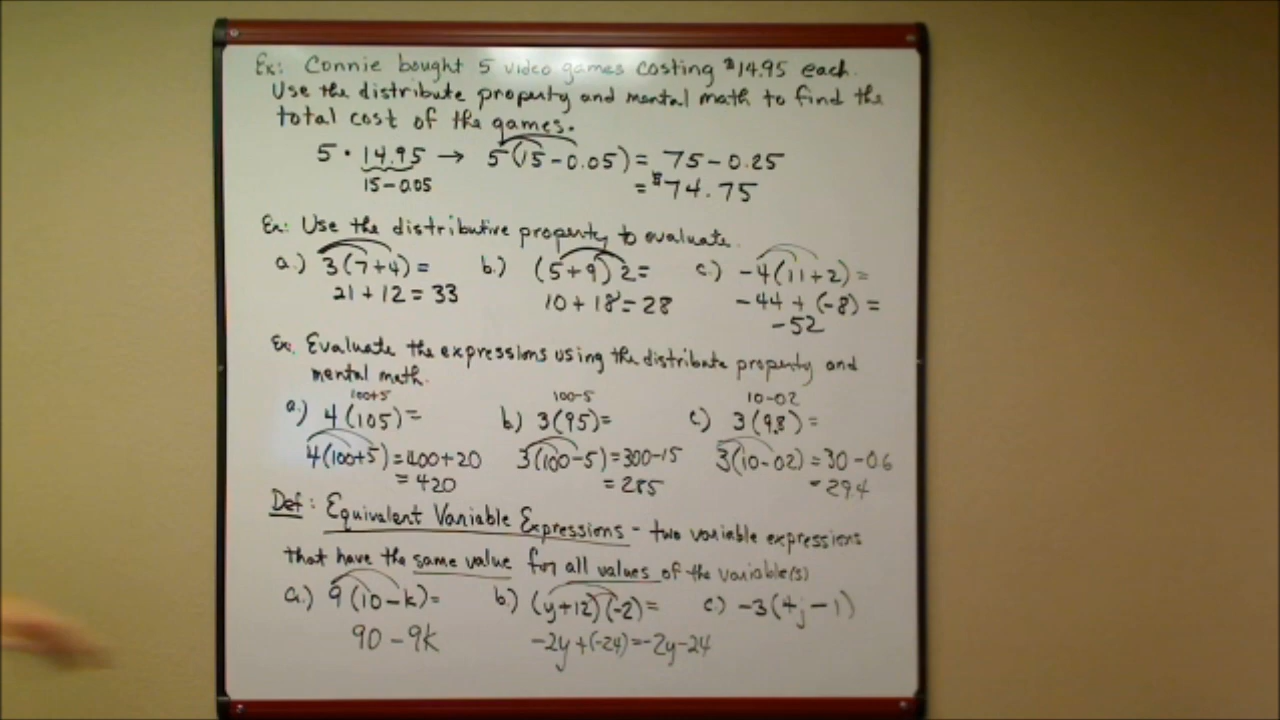 Ex: Connie bought 5 video games costing $14.95 each.
Use the distribute property and mental math to find the
total cost of the games.
5 · 14.95 → 5(15-0.05) = 75-0.25
15-0.05 = $74.75
Ex: Use the distributive property to evaluate.
a.) 3(7+4)= b.) (5+9)2= c.) -4(11+2)=
21+12=33 10+18=28 -44+(-8)=
-52
Ex. Evaluate the expressions using the distribute property and
mental math.
100+5 100-5 10-0.2
a.) 4(105)= b.) 3(95)= c.) 3(9.8)=
4(100+5)=400+20 3(100-5)=300-15 3(10-0.2)=30-0.6
=420 =285 =29.4
Def: Equivalent Variable Expressions - two variable expressions
that have the same value for all values of the variable(s)
a.) 9(10-k)= b.) (y+12)(-2)= c.) -3(4j-1)
90-9k -2y+(-24)=-2y-24